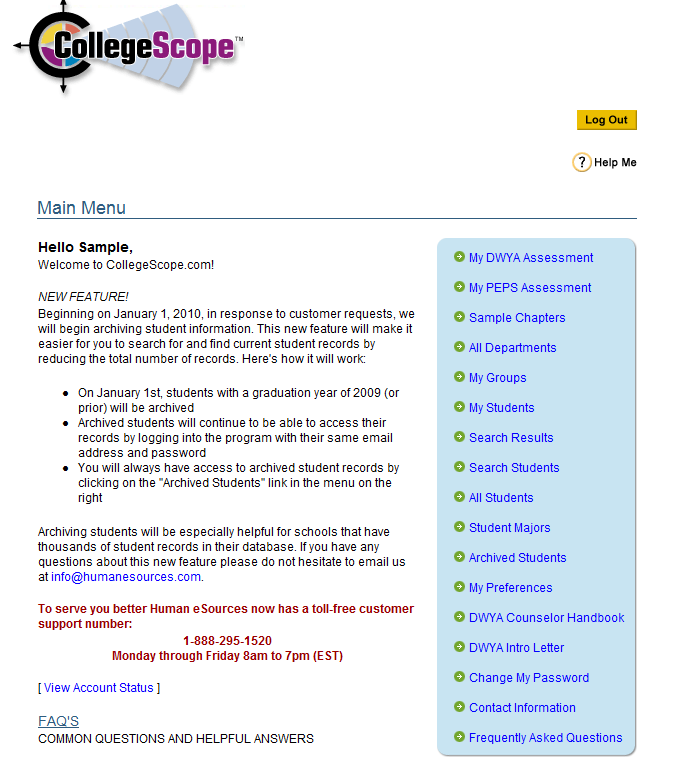 CollegeScope™
Log Out
? Help Me
Main Menu
Hello Sample,
Welcome to CollegeScope.com!
NEW FEATURE!
Beginning on January 1, 2010, in response to customer requests, we
will begin archiving student information. This new feature will make it
easier for you to search for and find current student records by
reducing the total number of records. Here's how it will work:
On January 1st, students with a graduation year of 2009 (or
prior) will be archived
Archived students will continue to be able to access their
records by logging into the program with their same email
address and password
You will always have access to archived student records by
clicking on the "Archived Students" link in the menu on the
right
Archiving students will be especially helpful for schools that have
thousands of student records in their database. If you have any
questions about this new feature please do not hesitate to email us
at info@humanesources.com.
To serve you better Human eSources now has a toll-free customer
support number:
1-888-295-1520
Monday through Friday 8am to 7pm (EST)
[ View Account Status ]
FAQ'S
COMMON QUESTIONS AND HELPFUL ANSWERS
My DWYA Assessment
My PEPS Assessment
Sample Chapters
All Departments
My Groups
My Students
Search Results
Search Students
All Students
Student Majors
Archived Students
My Preferences
DWYA Counselor Handbook
DWYA Intro Letter
Change My Password
Contact Information
Frequently Asked Questions